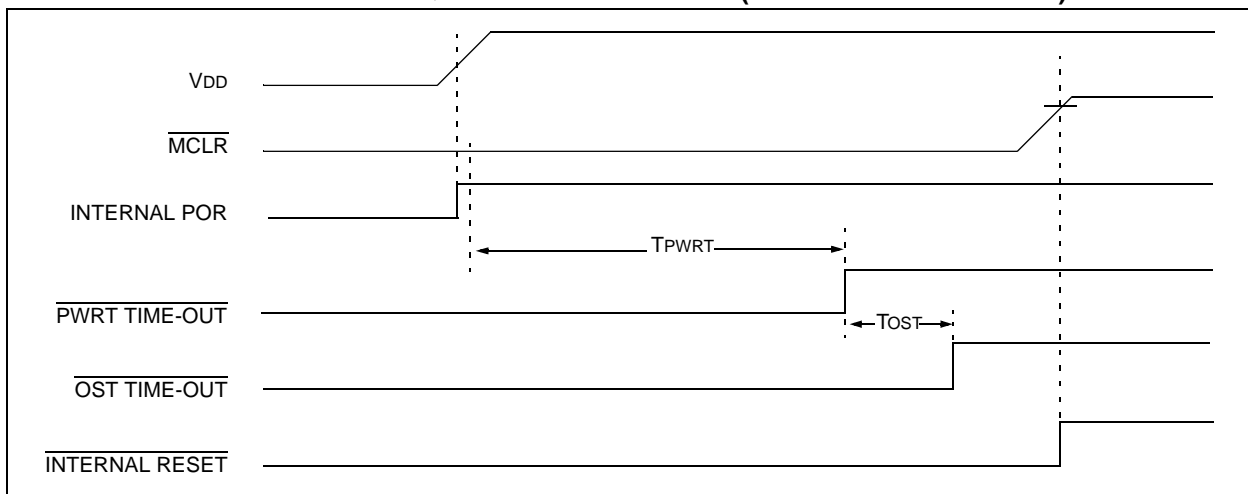 VDD
MCLR
INTERNAL POR
TPWRT
PWRT TIME-OUT
TOST
OST TIME-OUT
INTERNAL RESET